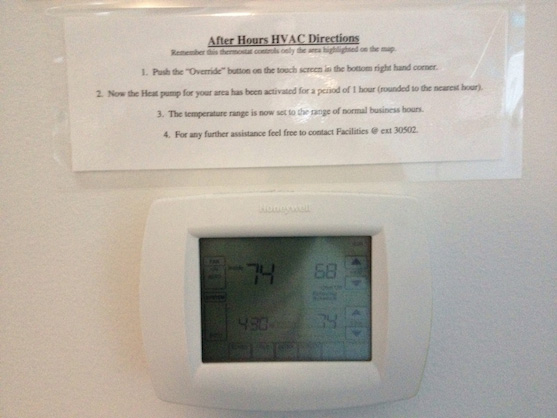 After Hours HVAC Directions
Remember this thermostat controls only the area highlighted on the map.
1. Push the "Override" button on the touch screen in the bottom right hand corner.
2. Now the Heat pump for your area has been activated for a period of 1 hour (rounded to the nearest hour).
3. The temperature range is now set to the range of normal business hours.
4. For any further assistance feel free to contact Facilities @ ext 30502.
Honeywell
74 68
74